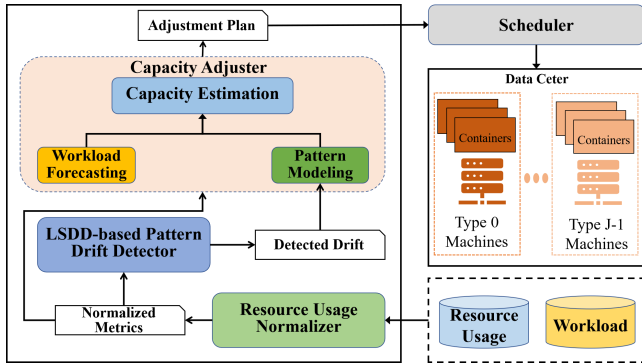 Adjustment Plan
Scheduler
Capacity Adjuster
Capacity Estimation
Workload
Forecasting
Pattern
Modeling
LSDD-based Pattern
Drift Detector
Detected Drift
Normalized
Metrics
Resource Usage
Normalizer
Data Ceter
Containers
Containers
Type 0
Machines
Type J-1
Machines
Resource
Usage
Workload